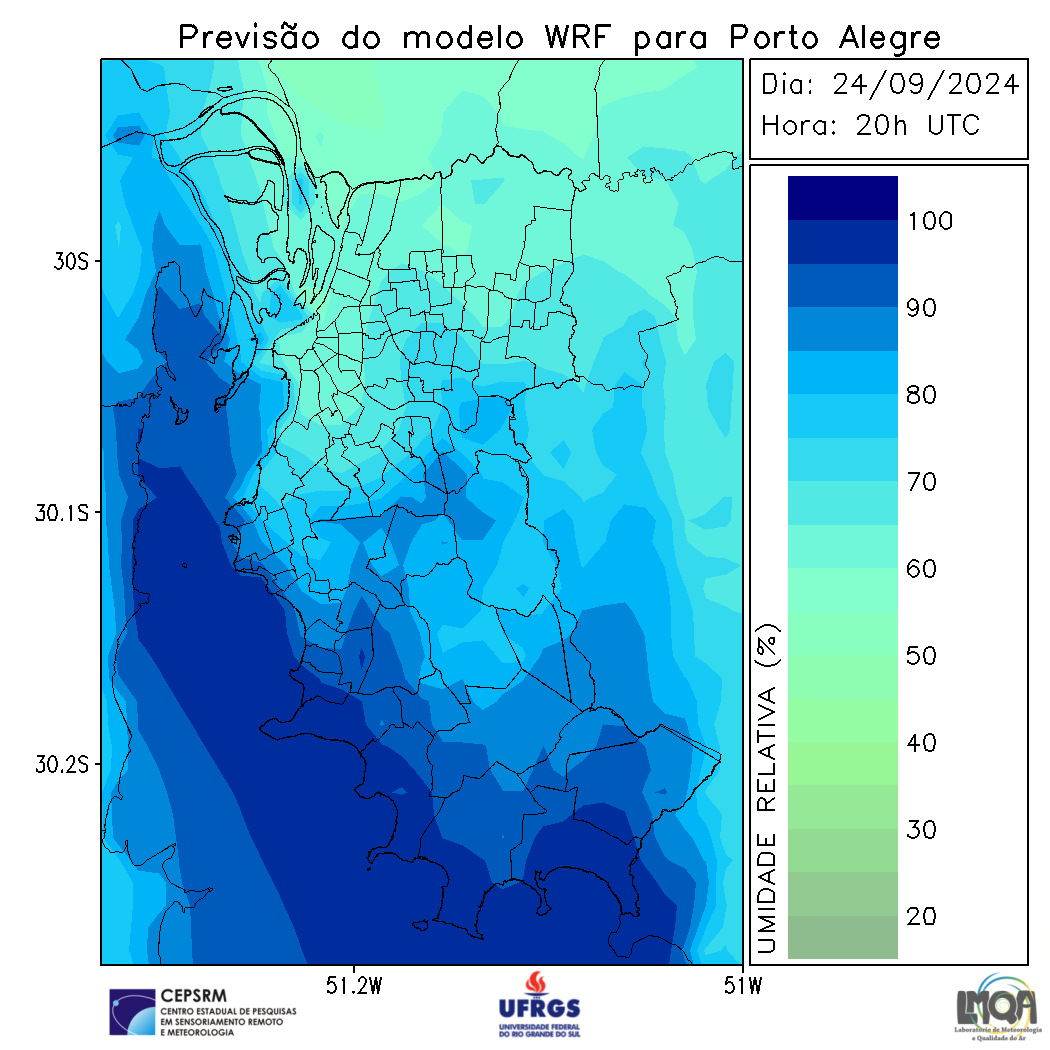 Previsão do modelo WRF para Porto Alegre
Dia: 24/09/2024
Hora: 20h UTC
30S
30.1S
30.2S
51.2W
51W
UMIDADE RELATIVA (%)
100
90
80
70
60
50
40
30
20
CEPSRM
CENTRO ESTADUAL DE PESQUISAS
EM SENSORIAMENTO REMOTO
E METEOROLOGIA
UFRGS
UNIVERSIDADE FEDERAL
DO RIO GRANDE DO SUL
LMQA
Laboratório de Meteorologia
e Qualidade do Ar